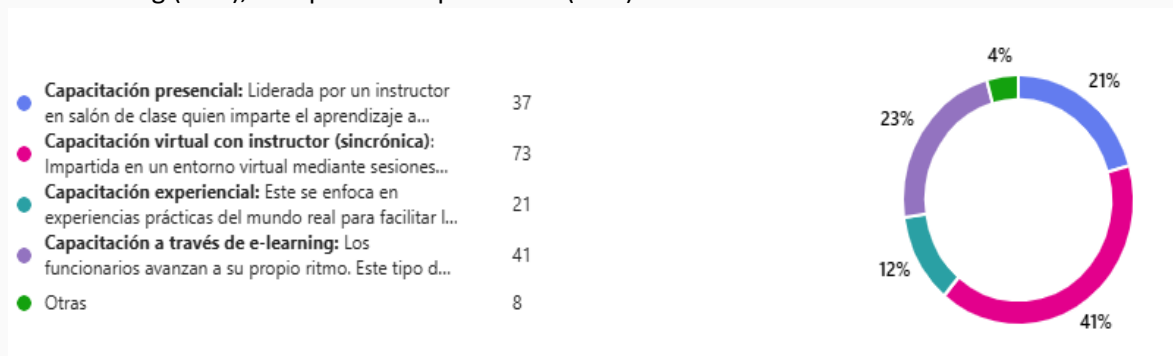 Capacitación presencial: Liderada por un instructor
en salón de clase quien imparte el aprendizaje a...
37
Capacitación virtual con instructor (sincrónica):
Impartida en un entorno virtual mediante sesiones...
73
Capacitación experiencial: Este se enfoca en
experiencias prácticas del mundo real para facilitar l...
21
Capacitación a través de e-learning: Los
funcionarios avanzan a su propio ritmo. Este tipo d...
41
Otras
8
4%
21%
23%
12%
41%